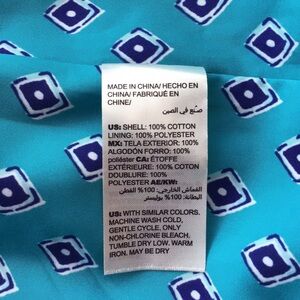 MADE IN CHINA/ HECHO EN
CHINA/ FABRIQUÉ EN
CHINE/
صنع في الصين
US: SHELL: 100% COTTON
LINING: 100% POLYESTER
MX: TELA EXTERIOR: 100%
ALGODÓN FORRO: 100%
poliéster CA: ÉTOFFE
EXTÉRIEURE: 100% COTON
DOUBLURE: 100%
POLYESTER AE/KW:
القماش الخارجي: 100% القطن
البطانة: 100% بوليستر
US: WITH SIMILAR COLORS.
MACHINE WASH COLD,
GENTLE CYCLE. ONLY
NON-CHLORINE BLEACH.
TUMBLE DRY LOW. WARM
IRON. MAY BE DRY